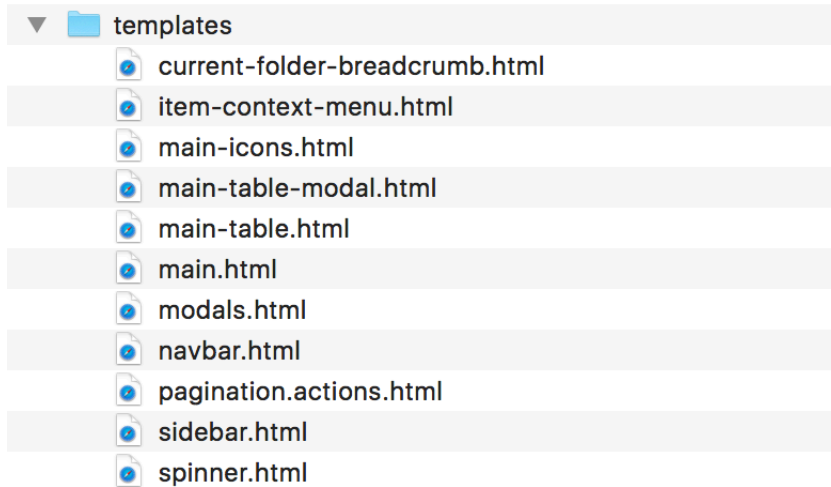 templates
current-folder-breadcrumb.html
item-context-menu.html
main-icons.html
main-table-modal.html
main-table.html
main.html
modals.html
navbar.html
pagination.actions.html
sidebar.html
spinner.html